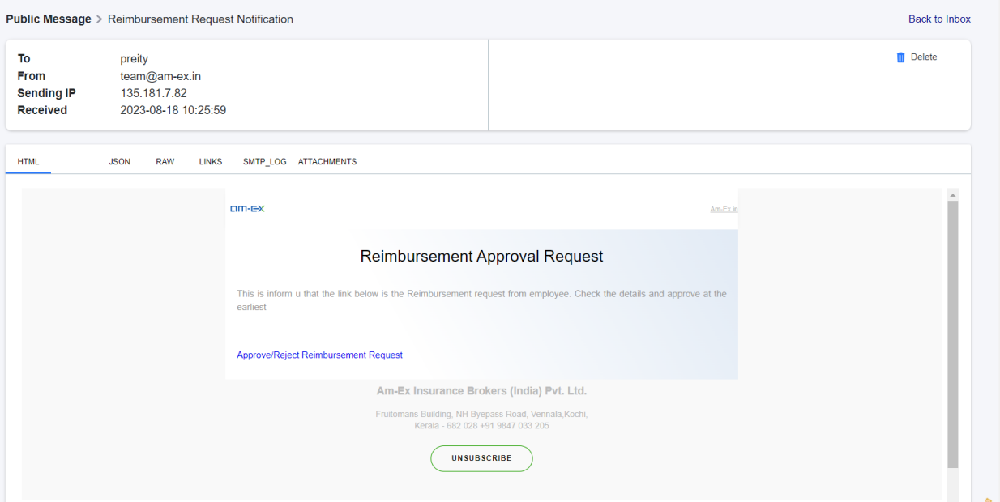 Public Message > Reimbursement Request Notification
Back to Inbox
To preity
From team@am-ex.in
Sending IP 135.181.7.82
Received 2023-08-18 10:25:59
Delete
HTML JSON RAW LINKS SMTP_LOG ATTACHMENTS
am-ex
Am-Ex.in
Reimbursement Approval Request
This is inform u that the link below is the Reimbursement request from employee. Check the details and approve at the
earliest
Approve/Reject Reimbursement Request
Am-Ex Insurance Brokers (India) Pvt. Ltd.
Fruitomans Building, NH Byepass Road, Vennala,Kochi,
Kerala - 682 028 +91 9847 033 205
UNSUBSCRIBE